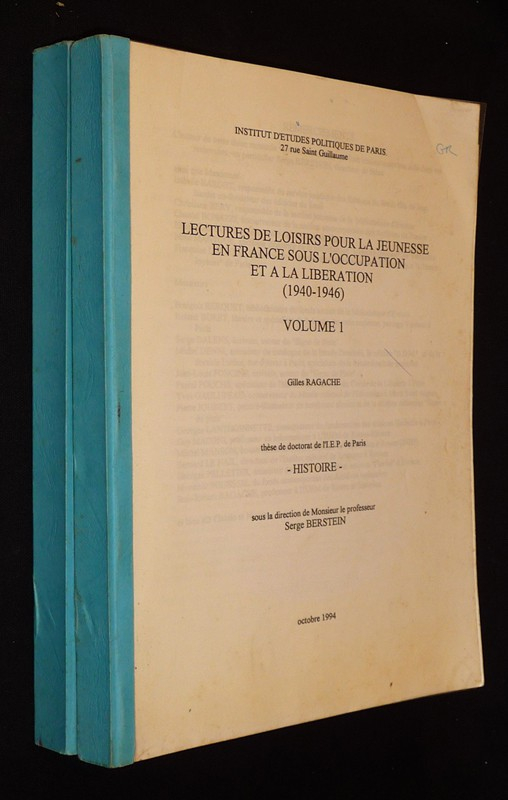 INSTITUT D'ETUDES POLITIQUES DE PARIS
27 rue Saint Guillaume
GR
LECTURES DE LOISIRS POUR LA JEUNESSE
EN FRANCE SOUS L'OCCUPATION
ET A LA LIBERATION
(1940-1946)
VOLUME 1
Gilles RAGACHE
thèse de doctorat de l'I.E.P. de Paris
- HISTOIRE -
sous la direction de Monsieur le professeur
Serge BERSTEIN
octobre 1994